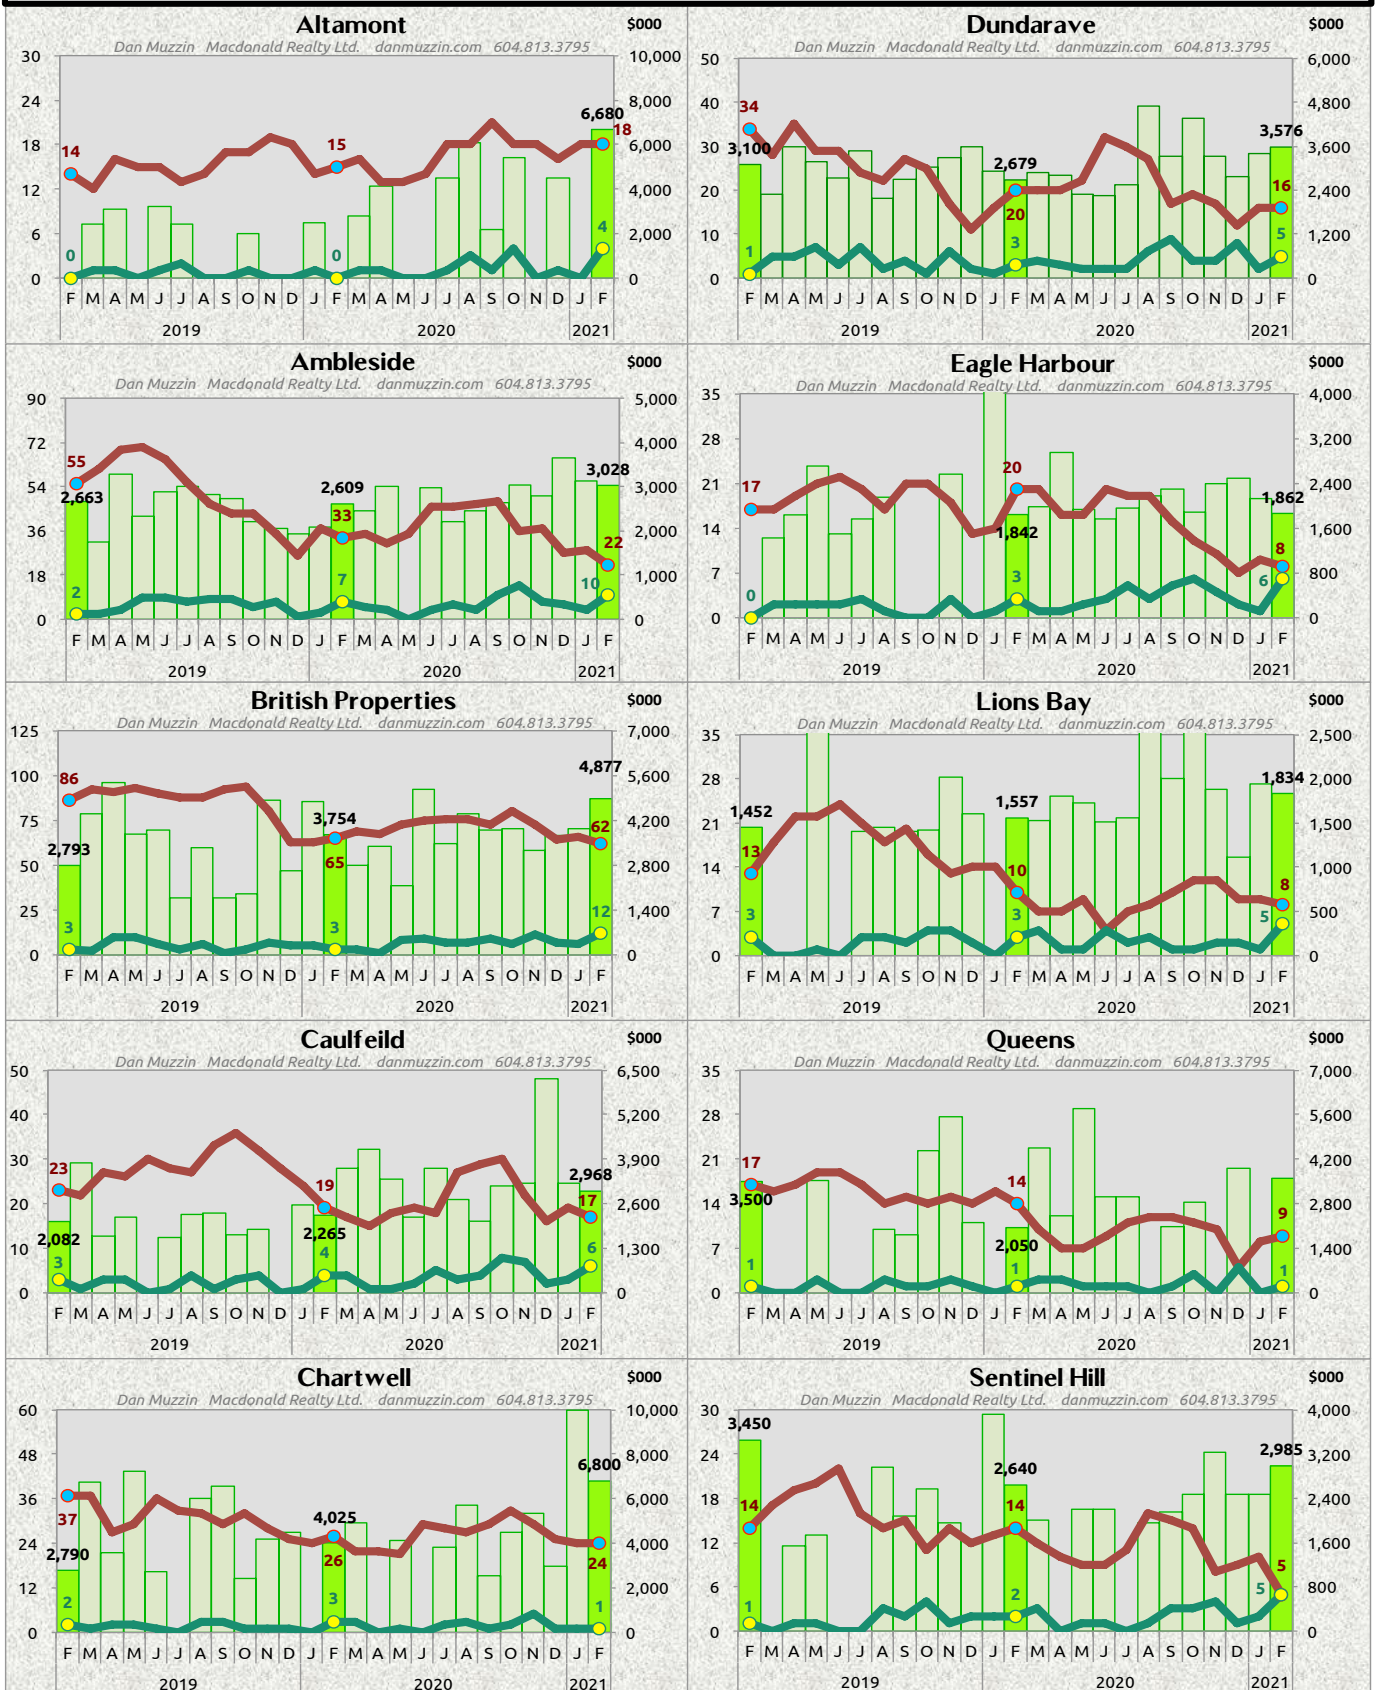 Altamont
$000
Dan Muzzin Macdonald Realty Ltd. danmuzzin.com 604.813.3795
30 24 18 12 6 0
10,000 8,000 6,000 4,000 2,000 0
14 15 6,680 18
0 0 4
F M A M J J A S O N D J F M A M J J A S O N D J F
2019 2020 2021
Dundarave
$000
Dan Muzzin Macdonald Realty Ltd. danmuzzin.com 604.813.3795
50 40 30 20 10 0
6,000 4,800 3,600 2,400 1,200 0
34 3,100 2,679 20 3,576 16
1 3 5
F M A M J J A S O N D J F M A M J J A S O N D J F
2019 2020 2021
Ambleside
$000
Dan Muzzin Macdonald Realty Ltd. danmuzzin.com 604.813.3795
90 72 54 36 18 0
5,000 4,000 3,000 2,000 1,000 0
55 2,663 2,609 33 3,028 22
2 7 10
F M A M J J A S O N D J F M A M J J A S O N D J F
2019 2020 2021
Eagle Harbour
$000
Dan Muzzin Macdonald Realty Ltd. danmuzzin.com 604.813.3795
35 28 21 14 7 0
4,000 3,200 2,400 1,600 800 0
17 20 1,842 1,862 8
0 3 6
F M A M J J A S O N D J F M A M J J A S O N D J F
2019 2020 2021
British Properties
$000
Dan Muzzin Macdonald Realty Ltd. danmuzzin.com 604.813.3795
125 100 75 50 25 0
7,000 5,600 4,200 2,800 1,400 0
86 2,793 3,754 65 4,877 62
3 3 12
F M A M J J A S O N D J F M A M J J A S O N D J F
2019 2020 2021
Lions Bay
$000
Dan Muzzin Macdonald Realty Ltd. danmuzzin.com 604.813.3795
35 28 21 14 7 0
2,500 2,000 1,500 1,000 500 0
1,452 13 1,557 10 1,834 8
3 3 5
F M A M J J A S O N D J F M A M J J A S O N D J F
2019 2020 2021
Caulfeild
$000
Dan Muzzin Macdonald Realty Ltd. danmuzzin.com 604.813.3795
50 40 30 20 10 0
6,500 5,200 3,900 2,600 1,300 0
23 2,082 19 2,265 2,968 17
3 4 6
F M A M J J A S O N D J F M A M J J A S O N D J F
2019 2020 2021
Queens
$000
Dan Muzzin Macdonald Realty Ltd. danmuzzin.com 604.813.3795
35 28 21 14 7 0
7,000 5,600 4,200 2,800 1,400 0
17 3,500 14 2,050 9
1 1 1
F M A M J J A S O N D J F M A M J J A S O N D J F
2019 2020 2021
Chartwell
$000
Dan Muzzin Macdonald Realty Ltd. danmuzzin.com 604.813.3795
60 48 36 24 12 0
10,000 8,000 6,000 4,000 2,000 0
37 2,790 4,025 26 6,800 24
2 3 1
F M A M J J A S O N D J F M A M J J A S O N D J F
2019 2020 2021
Sentinel Hill
$000
Dan Muzzin Macdonald Realty Ltd. danmuzzin.com 604.813.3795
30 24 18 12 6 0
4,000 3,200 2,400 1,600 800 0
3,450 14 2,640 14 2,985 5
1 2 5
F M A M J J A S O N D J F M A M J J A S O N D J F
2019 2020 2021